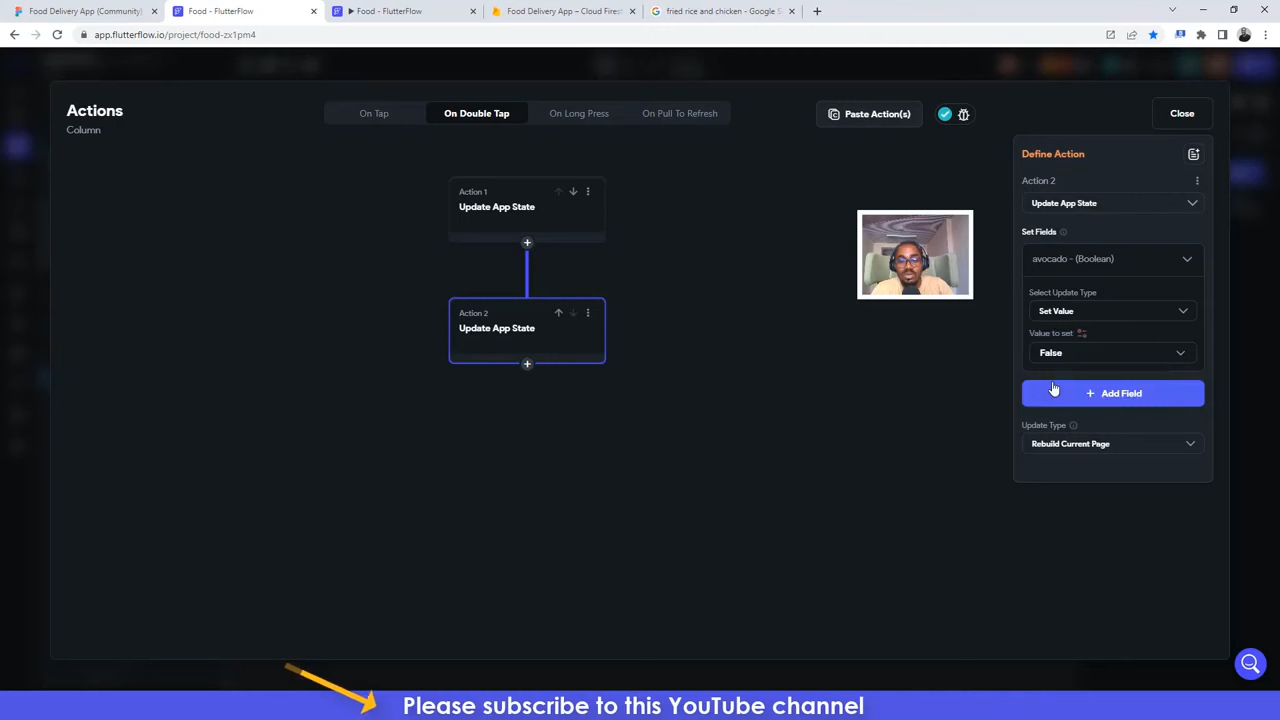 Food Delivery App (Community)
Food - FlutterFlow
Food - FlutterFlow
Food Delivery App – Cloud Fires
fried rice and chicken - Google S
app.flutterflow.io/project/food-zx1pm4
Actions
Column
On Tap
On Double Tap
On Long Press
On Pull To Refresh
Paste Action(s)
Close
Action 1
Update App State
Action 2
Update App State
Define Action
Action 2
Update App State
Set Fields
avocado - (Boolean)
Select Update Type
Set Value
Value to set
False
+ Add Field
Update Type
Rebuild Current Page
Please subscribe to this YouTube channel